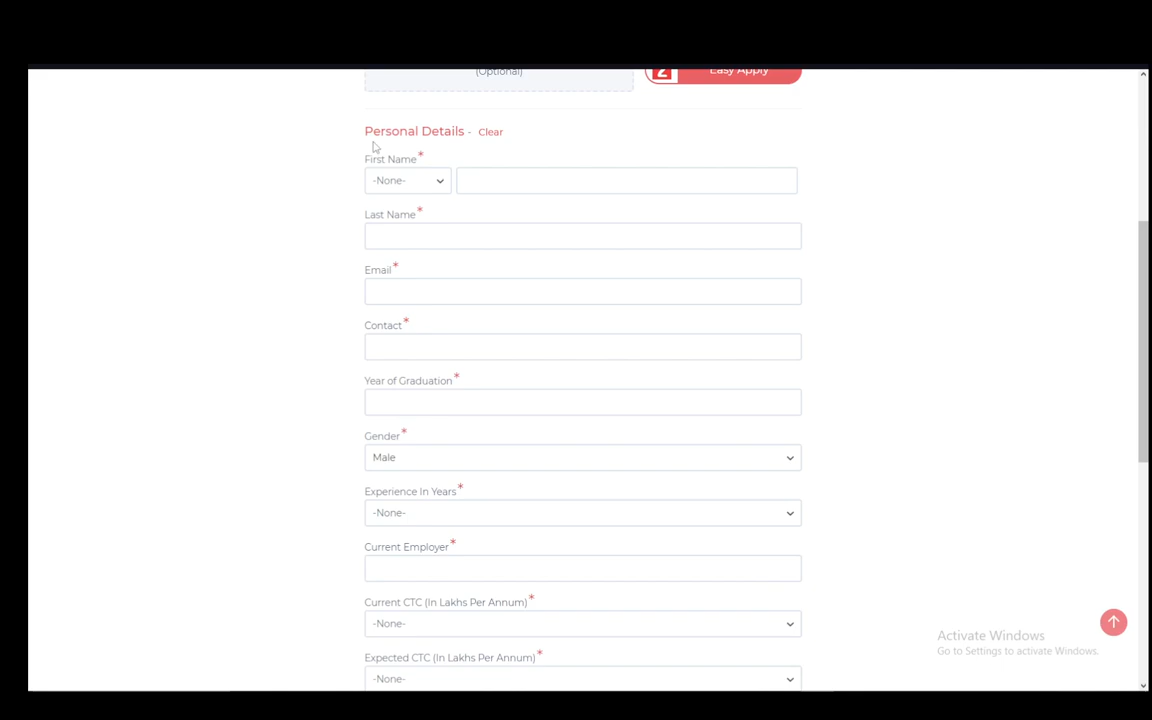 (Optional)
2 Easy Apply
Personal Details - Clear
First Name*
-None-
Last Name*
Email*
Contact*
Year of Graduation*
Gender*
Male
Experience In Years*
-None-
Current Employer*
Current CTC (In Lakhs Per Annum)*
-None-
Expected CTC (In Lakhs Per Annum)*
-None-
Activate Windows
Go to Settings to activate Windows.